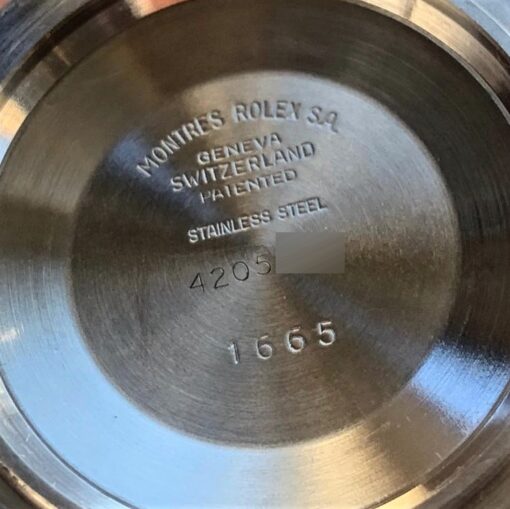 MONTRES ROLEX S.A.
GENEVA
SWITZERLAND
PATENTED
STAINLESS STEEL
4205
1665